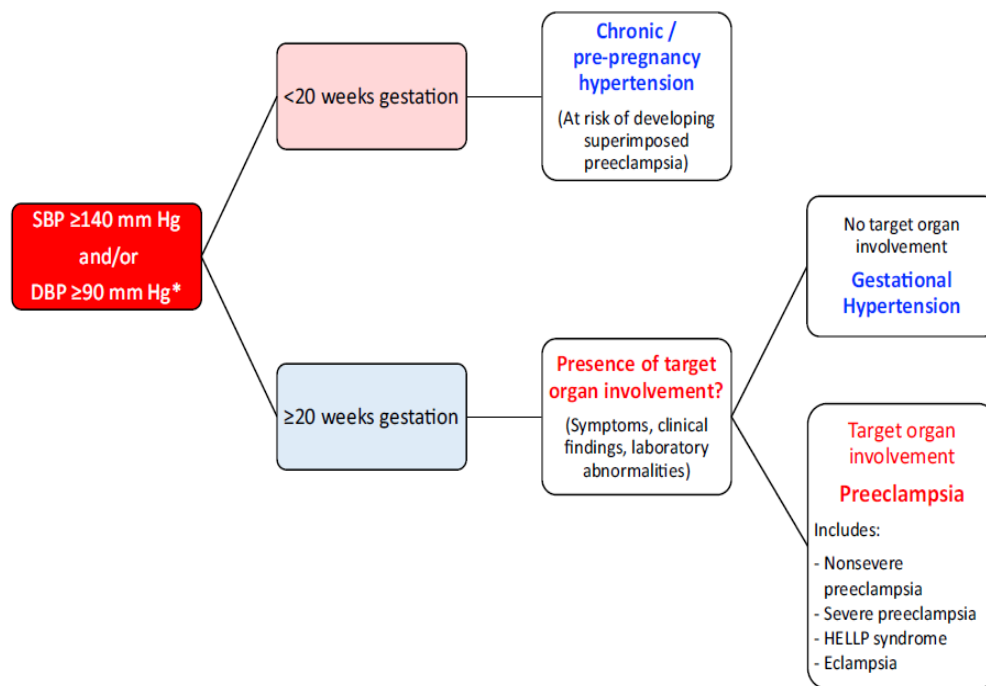 Chronic /
pre-pregnancy
hypertension
(At risk of developing
superimposed
preeclampsia)
<20 weeks gestation
SBP ≥140 mm Hg
and/or
DBP ≥90 mm Hg*
≥20 weeks gestation
Presence of target
organ involvement?
(Symptoms, clinical
findings, laboratory
abnormalities)
No target organ
involvement
Gestational
Hypertension
Target organ
involvement
Preeclampsia
Includes:
- Nonsevere
preeclampsia
- Severe preeclampsia
- HELLP syndrome
- Eclampsia